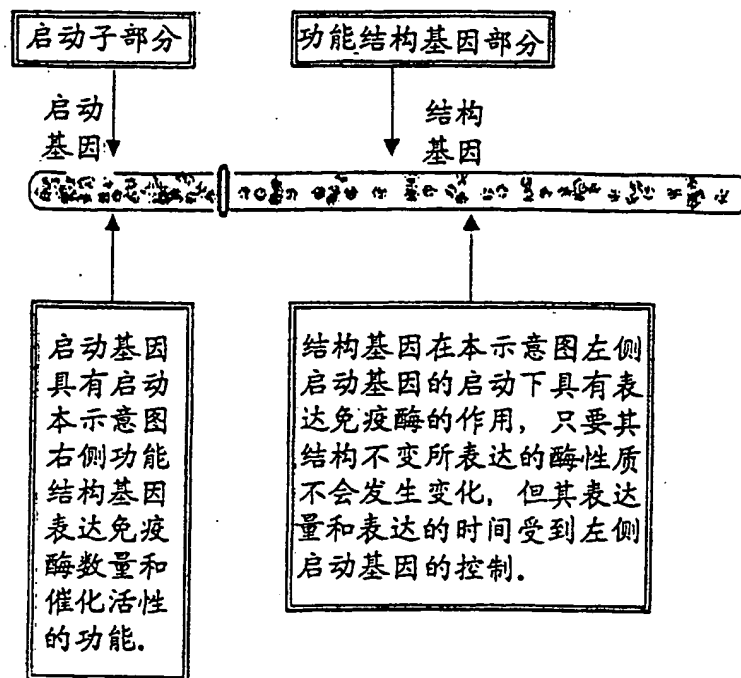 启动子部分
功能结构基因部分
启动
基因
结构
基因
启动基因
具有启动
本示意图
右侧功能
结构基因
表达免疫
酶数量和
催化活性
的功能.
结构基因在本示意图左侧
启动基因的启动下具有表
达免疫酶的作用，只要其
结构不变所表达的酶性质
不会发生变化，但其表达
量和表达的时间受到左侧
启动基因的控制.